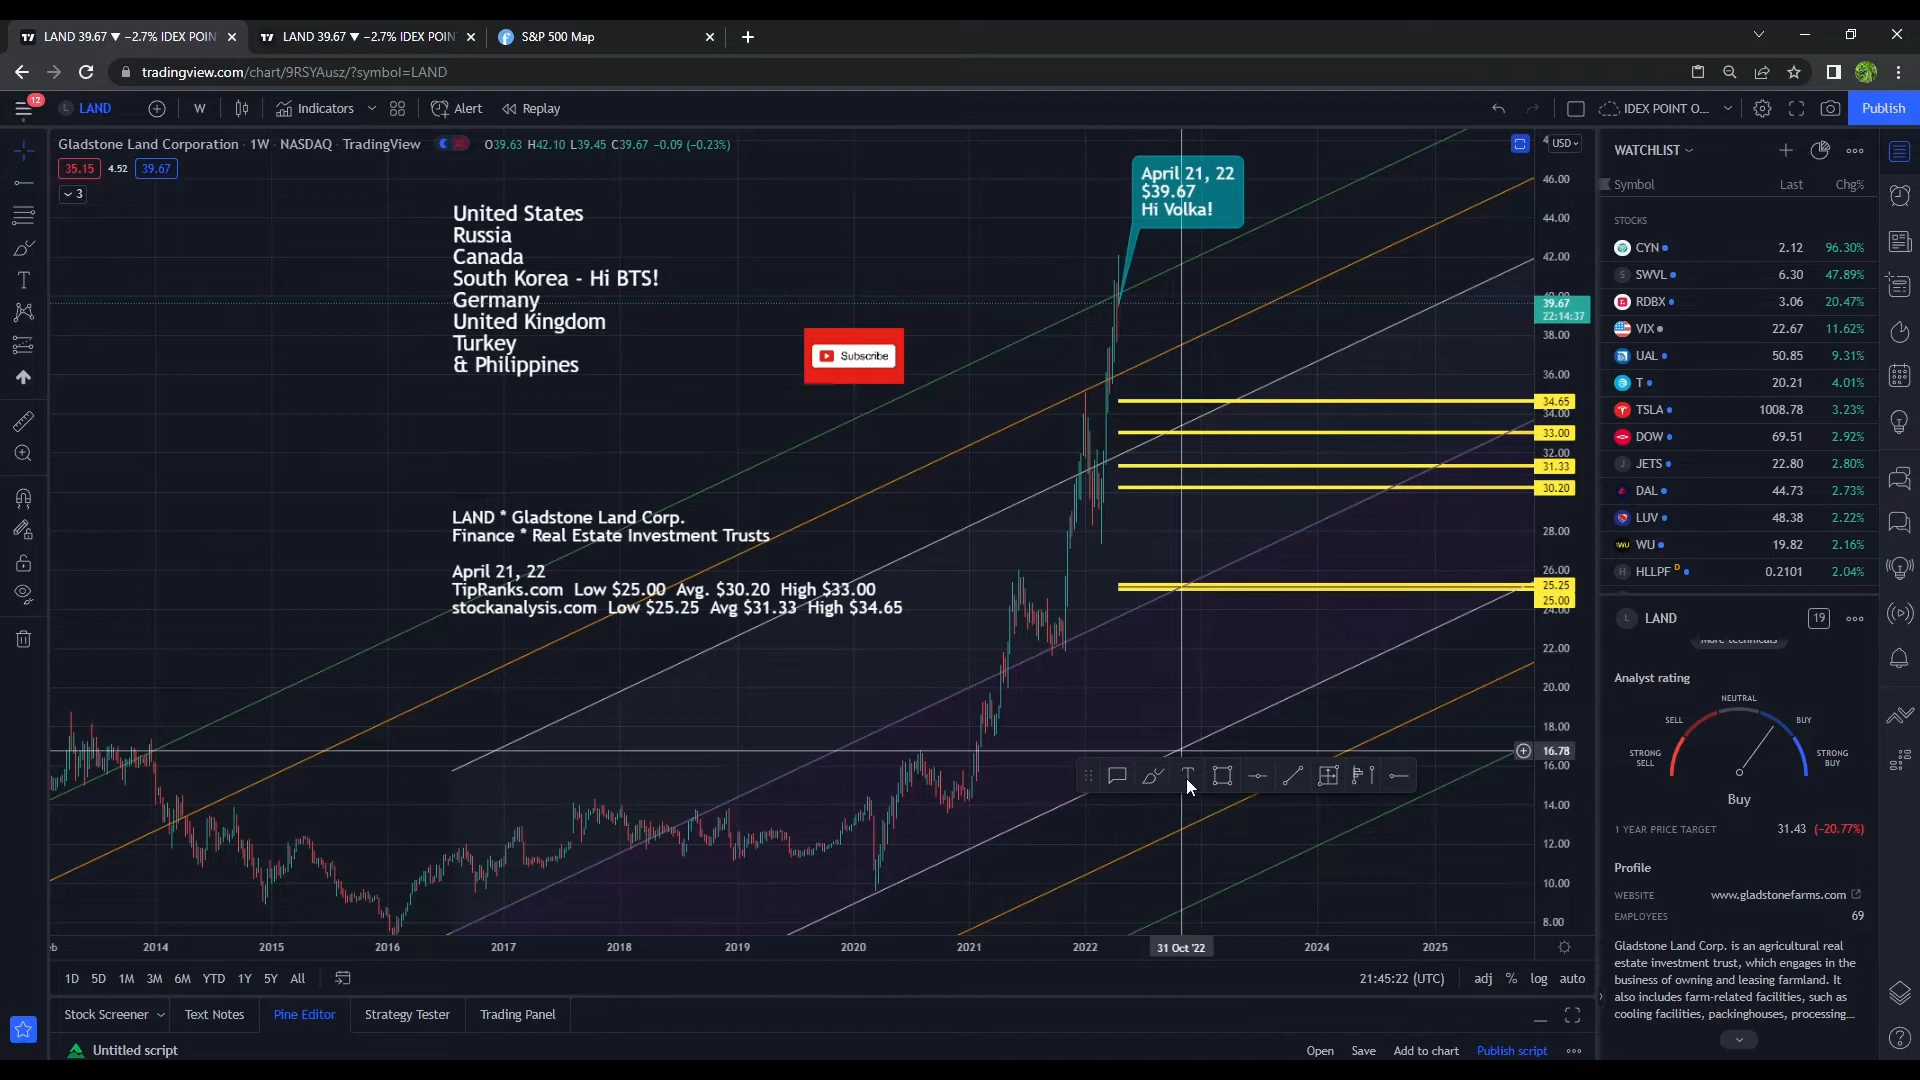 LAND 39.67 ▼ −2.7% IDEX POIN
LAND 39.67 ▼ −2.7% IDEX POIN
S&P 500 Map
tradingview.com/chart/9RSYAusz/?symbol=LAND
12
LAND
W
Indicators
Alert
Replay
IDEX POINT O...
Publish
Gladstone Land Corporation · 1W · NASDAQ · TradingView
O39.63 H42.10 L39.45 C39.67 −0.09 (−0.23%)
35.15
4.52
39.67
3
USD
April 21, 22
$39.67
Hi Volka!
United States
Russia
Canada
South Korea - Hi BTS!
Germany
United Kingdom
Turkey
& Philippines
Subscribe
LAND * Gladstone Land Corp.
Finance * Real Estate Investment Trusts
April 21, 22
TipRanks.com Low $25.00 Avg. $30.20 High $33.00
stockanalysis.com Low $25.25 Avg $31.33 High $34.65
46.00
44.00
42.00
40.00
39.67
22:14:37
38.00
36.00
34.65
34.00
33.00
32.00
31.33
30.20
28.00
26.00
25.25
25.00
24.00
22.00
20.00
18.00
16.78
16.00
14.00
12.00
10.00
8.00
2014
2015
2016
2017
2018
2019
2020
2021
2022
31 Oct '22
2024
2025
1D 5D 1M 3M 6M YTD 1Y 5Y All
21:45:22 (UTC)
adj % log auto
Stock Screener
Text Notes
Pine Editor
Strategy Tester
Trading Panel
Untitled script
Open
Save
Add to chart
Publish script
WATCHLIST
Symbol Last Chg%
STOCKS
CYN 2.12 96.30%
SWVL 6.30 47.89%
RDBX 3.06 20.47%
VIX 22.67 11.62%
UAL 50.85 9.31%
T 20.21 4.01%
TSLA 1008.78 3.23%
DOW 69.51 2.92%
JETS 22.80 2.80%
DAL 44.73 2.73%
LUV 48.38 2.22%
WU 19.82 2.16%
HLLPF D 0.2101 2.04%
LAND
19
More technicals
Analyst rating
NEUTRAL
SELL
BUY
STRONG SELL
STRONG BUY
Buy
1 YEAR PRICE TARGET 31.43 (−20.77%)
Profile
WEBSITE www.gladstonefarms.com
EMPLOYEES 69
Gladstone Land Corp. is an agricultural real
estate investment trust, which engages in the
business of owning and leasing farmland. It
also includes farm-related facilities, such as
cooling facilities, packinghouses, processing...